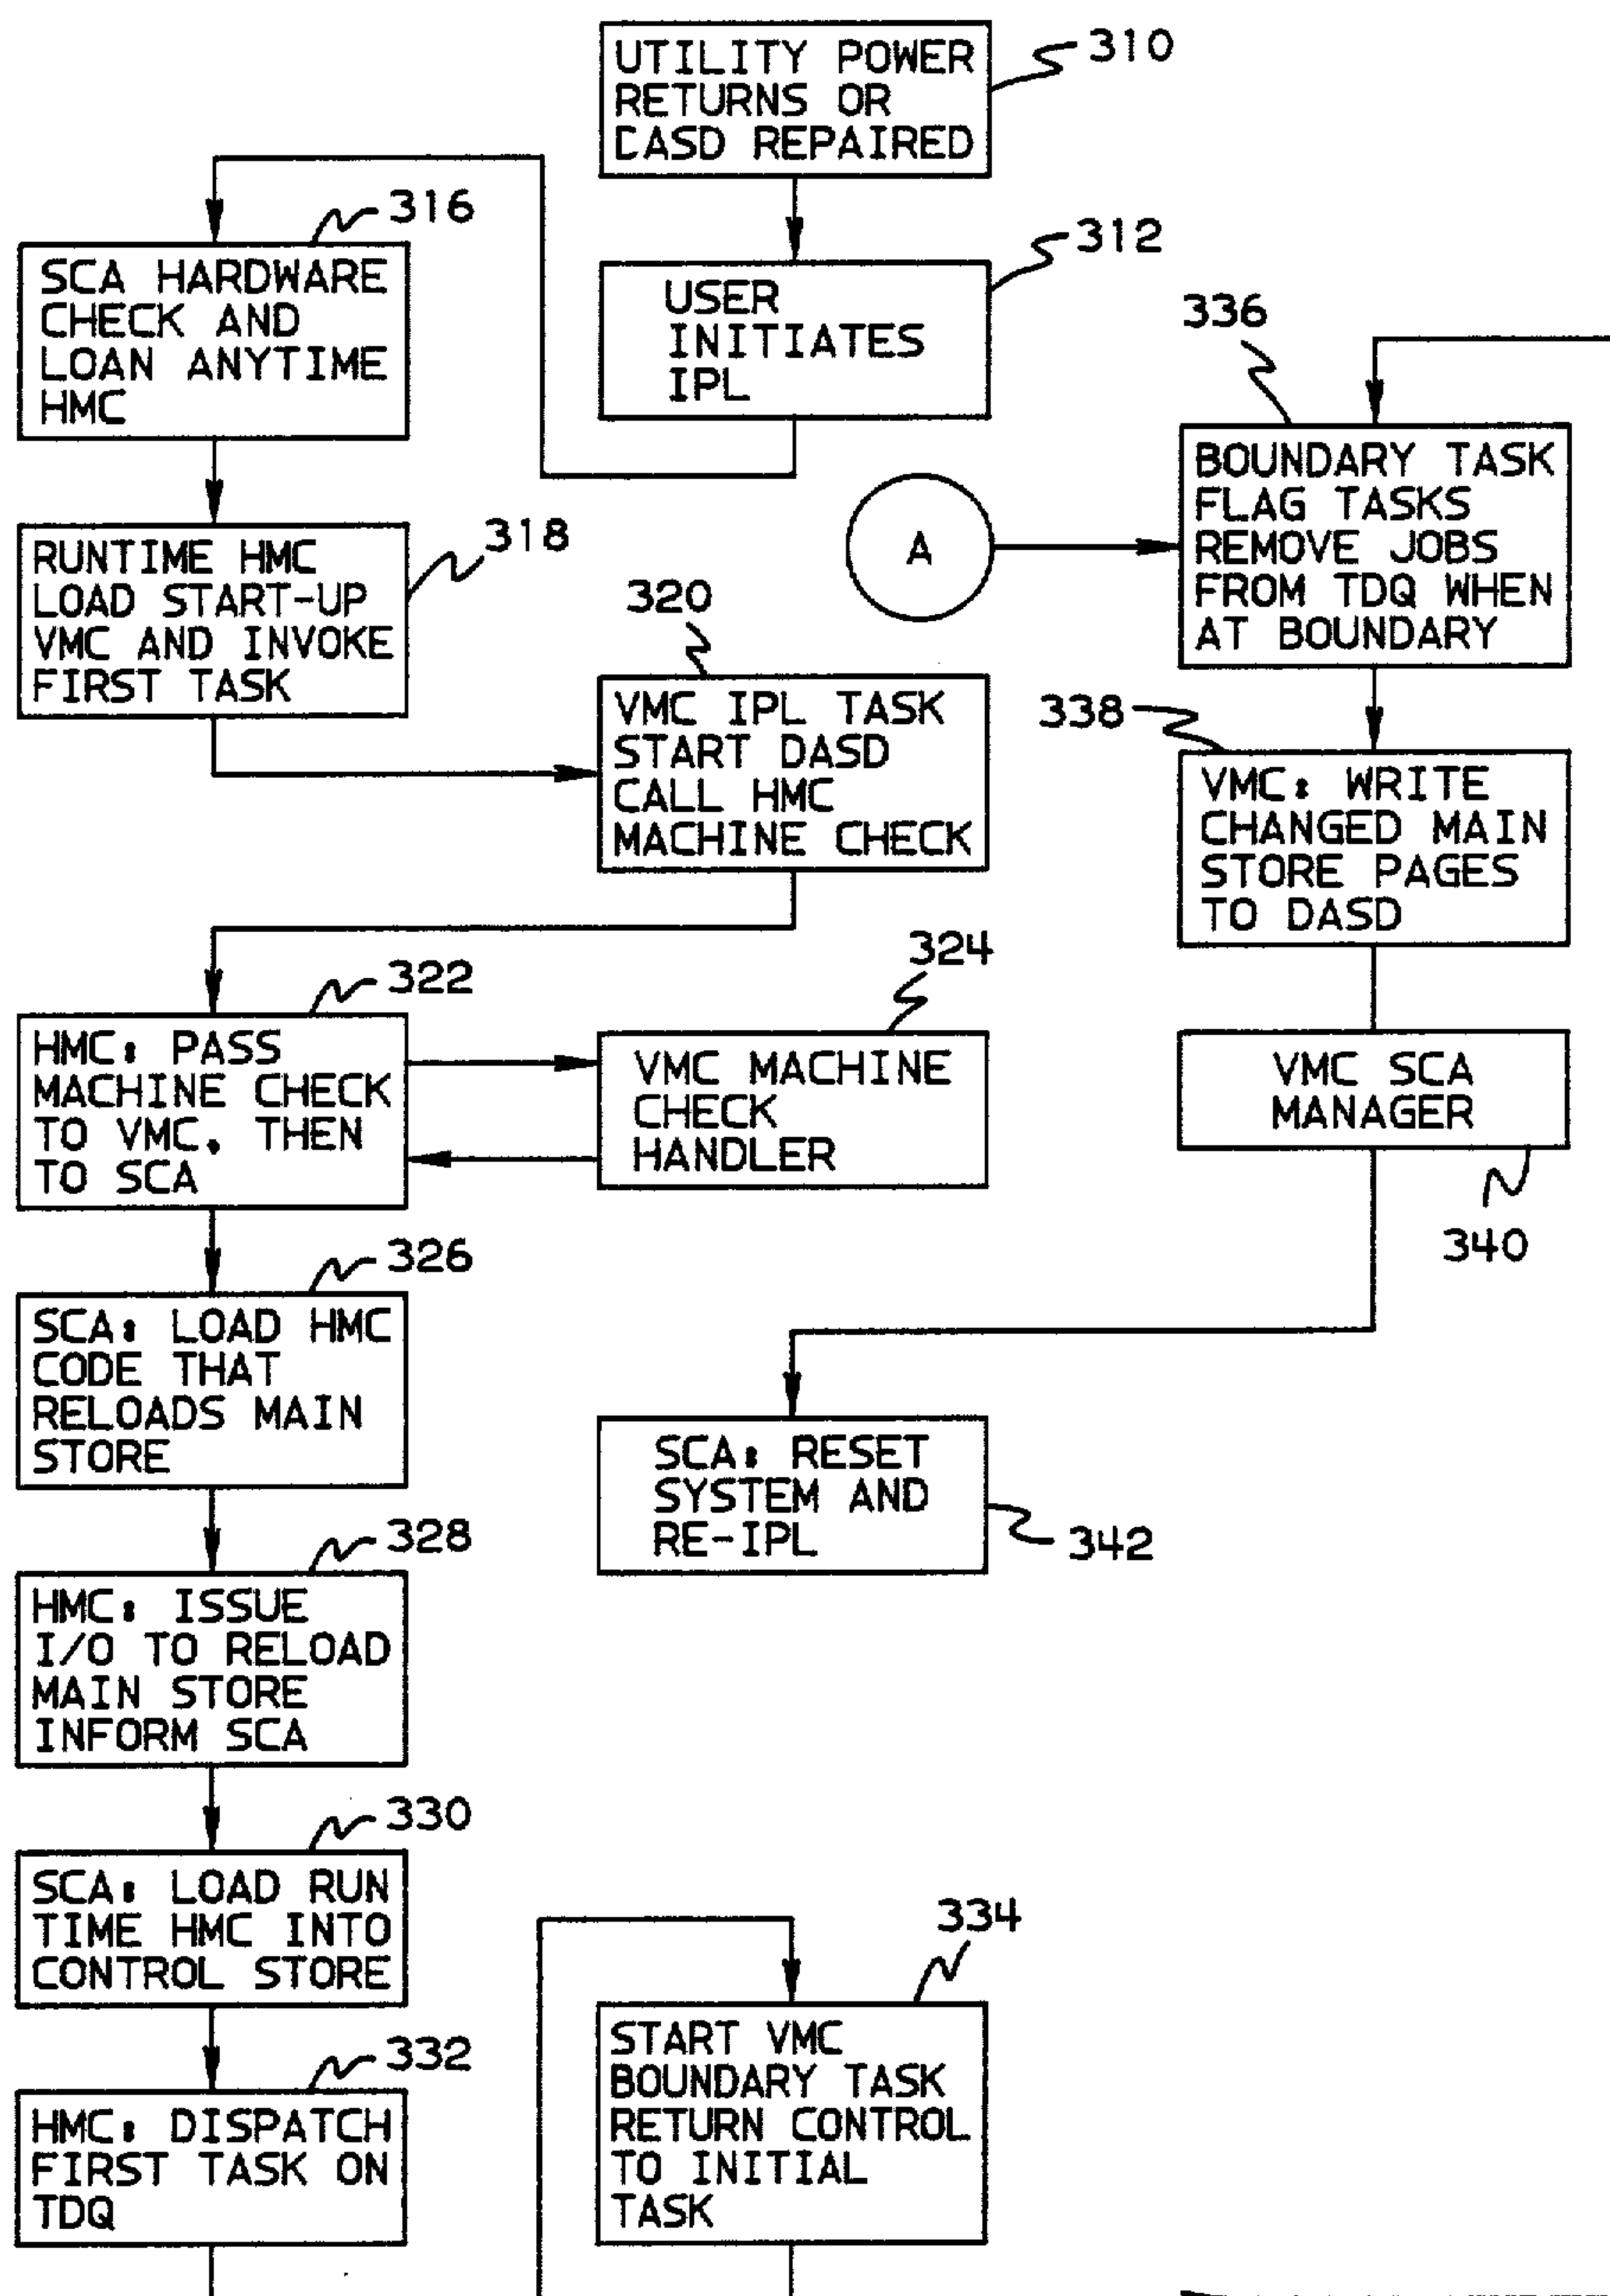 UTILITY POWER
RETURNS OR
DASD REPAIRED
310
USER
INITIATES
IPL
312
316
SCA HARDWARE
CHECK AND
LOAN ANYTIME
HMC
318
RUNTIME HMC
LOAD START-UP
VMC AND INVOKE
FIRST TASK
320
VMC IPL TASK
START DASD
CALL HMC
MACHINE CHECK
322
HMC: PASS
MACHINE CHECK
TO VMC, THEN
TO SCA
324
VMC MACHINE
CHECK
HANDLER
326
SCA: LOAD HMC
CODE THAT
RELOADS MAIN
STORE
328
HMC: ISSUE
I/O TO RELOAD
MAIN STORE
INFORM SCA
330
SCA: LOAD RUN
TIME HMC INTO
CONTROL STORE
332
HMC: DISPATCH
FIRST TASK ON
TDQ
334
START VMC
BOUNDARY TASK
RETURN CONTROL
TO INITIAL
TASK
A
336
BOUNDARY TASK
FLAG TASKS
REMOVE JOBS
FROM TDQ WHEN
AT BOUNDARY
338
VMC: WRITE
CHANGED MAIN
STORE PAGES
TO DASD
VMC SCA
MANAGER
340
SCA: RESET
SYSTEM AND
RE-IPL
342